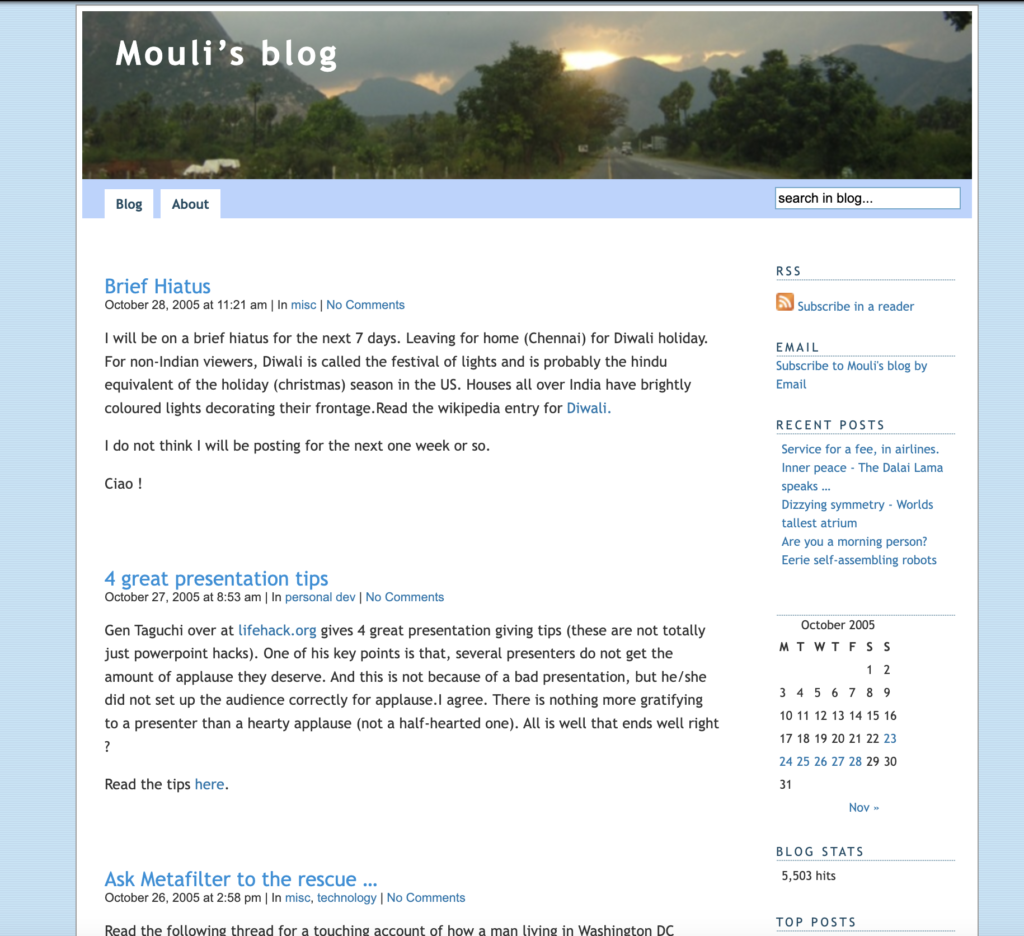 Mouli's blog
Blog
About
search in blog...
Brief Hiatus
October 28, 2005 at 11:21 am | In misc | No Comments
I will be on a brief hiatus for the next 7 days. Leaving for home (Chennai) for Diwali holiday.
For non-Indian viewers, Diwali is called the festival of lights and is probably the hindu
equivalent of the holiday (christmas) season in the US. Houses all over India have brightly
coloured lights decorating their frontage.Read the wikipedia entry for Diwali.
I do not think I will be posting for the next one week or so.
Ciao !
4 great presentation tips
October 27, 2005 at 8:53 am | In personal dev | No Comments
Gen Taguchi over at lifehack.org gives 4 great presentation giving tips (these are not totally
just powerpoint hacks). One of his key points is that, several presenters do not get the
amount of applause they deserve. And this is not because of a bad presentation, but he/she
did not set up the audience correctly for applause.I agree. There is nothing more gratifying
to a presenter than a hearty applause (not a half-hearted one). All is well that ends well right
?
Read the tips here.
Ask Metafilter to the rescue ...
October 26, 2005 at 2:58 pm | In misc, technology | No Comments
Read the following thread for a touching account of how a man living in Washington DC
RSS
Subscribe in a reader
EMAIL
Subscribe to Mouli's blog by
Email
RECENT POSTS
Service for a fee, in airlines.
Inner peace - The Dalai Lama
speaks ...
Dizzying symmetry - Worlds
tallest atrium
Are you a morning person?
Eerie self-assembling robots
October 2005
M T W T F S S
1 2
3 4 5 6 7 8 9
10 11 12 13 14 15 16
17 18 19 20 21 22 23
24 25 26 27 28 29 30
31
Nov »
BLOG STATS
5,503 hits
TOP POSTS